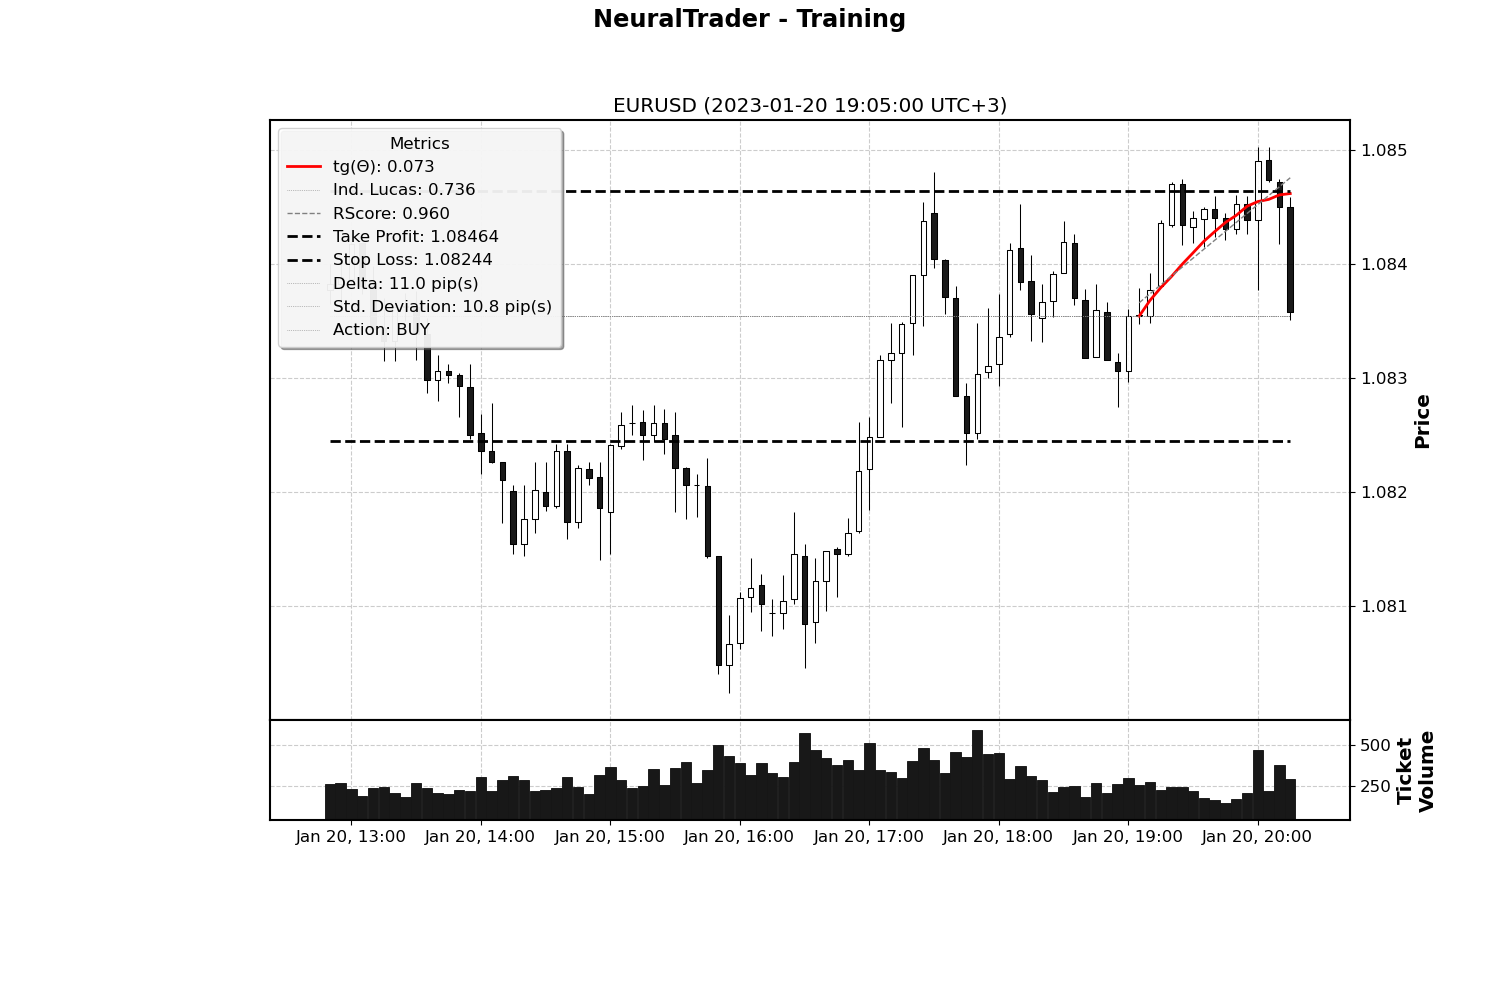 NeuralTrader - Training
EURUSD (2023-01-20 19:05:00 UTC+3)
Metrics
tg(Θ): 0.073
Ind. Lucas: 0.736
RScore: 0.960
Take Profit: 1.08464
Stop Loss: 1.08244
Delta: 11.0 pip(s)
Std. Deviation: 10.8 pip(s)
Action: BUY
1.085
1.084
1.083
1.082
1.081
Price
500
250
Ticket
Volume
Jan 20, 13:00
Jan 20, 14:00
Jan 20, 15:00
Jan 20, 16:00
Jan 20, 17:00
Jan 20, 18:00
Jan 20, 19:00
Jan 20, 20:00